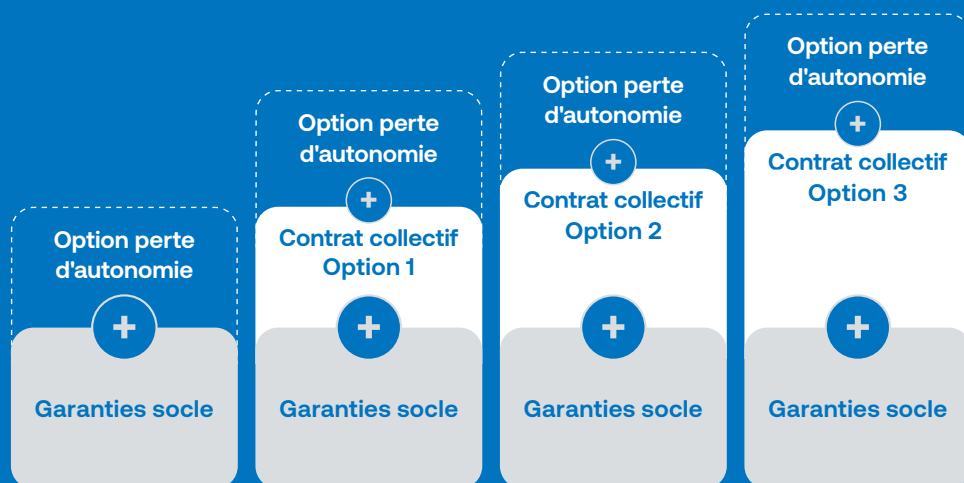 Option perte
d'autonomie
+
Garanties socle
Option perte
d'autonomie
+
Contrat collectif
Option 1
+
Garanties socle
Option perte
d'autonomie
+
Contrat collectif
Option 2
+
Garanties socle
Option perte
d'autonomie
+
Contrat collectif
Option 3
+
Garanties socle